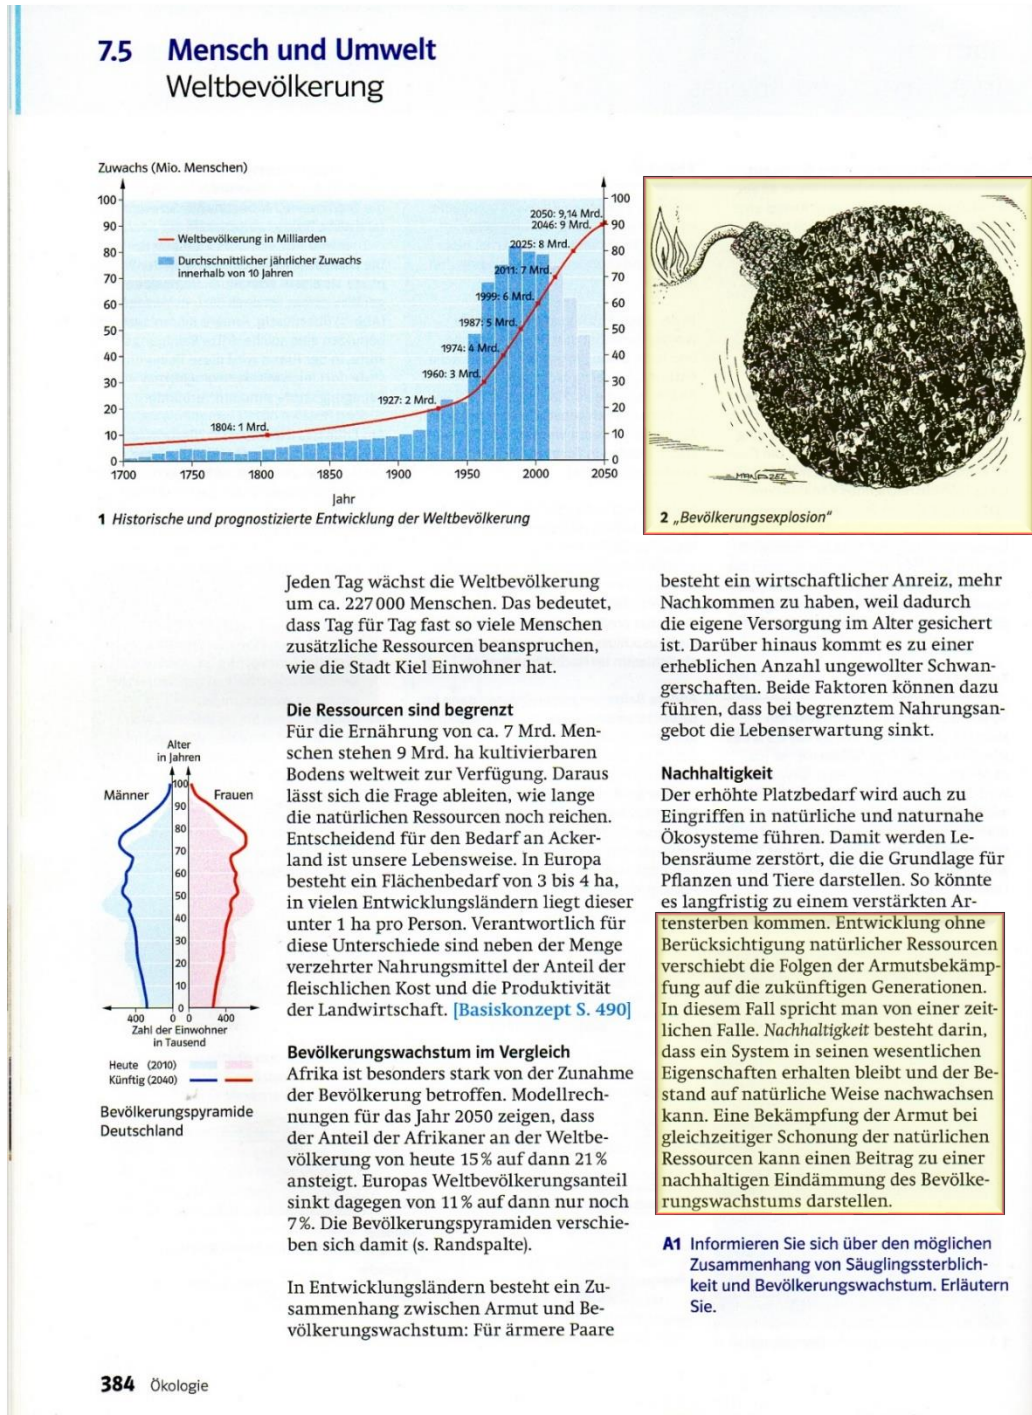 7.5 Mensch und Umwelt
Weltbevölkerung
Zuwachs (Mio. Menschen)
100
90
80
70
60
50
40
30
20
10
0
100
90
80
70
60
50
40
30
20
10
0
Weltbevölkerung in Milliarden
Durchschnittlicher jährlicher Zuwachs
innerhalb von 10 Jahren
2050: 9,14 Mrd.
2046: 9 Mrd.
2025: 8 Mrd.
2011: 7 Mrd.
1999: 6 Mrd.
1987: 5 Mrd.
1974: 4 Mrd.
1960: 3 Mrd.
1927: 2 Mrd.
1804: 1 Mrd.
1700 1750 1800 1850 1900 1950 2000 2050
Jahr
1 Historische und prognostizierte Entwicklung der Weltbevölkerung
2 „Bevölkerungsexplosion“
Jeden Tag wächst die Weltbevölkerung
um ca. 227000 Menschen. Das bedeutet,
dass Tag für Tag fast so viele Menschen
zusätzliche Ressourcen beanspruchen,
wie die Stadt Kiel Einwohner hat.
Die Ressourcen sind begrenzt
Für die Ernährung von ca. 7 Mrd. Men-
schen stehen 9 Mrd. ha kultivierbaren
Bodens weltweit zur Verfügung. Daraus
lässt sich die Frage ableiten, wie lange
die natürlichen Ressourcen noch reichen.
Entscheidend für den Bedarf an Acker-
land ist unsere Lebensweise. In Europa
besteht ein Flächenbedarf von 3 bis 4 ha,
in vielen Entwicklungsländern liegt dieser
unter 1 ha pro Person. Verantwortlich für
diese Unterschiede sind neben der Menge
verzehrter Nahrungsmittel der Anteil der
fleischlichen Kost und die Produktivität
der Landwirtschaft. [Basiskonzept S. 490]
Bevölkerungswachstum im Vergleich
Afrika ist besonders stark von der Zunahme
der Bevölkerung betroffen. Modellrech-
nungen für das Jahr 2050 zeigen, dass
der Anteil der Afrikaner an der Weltbe-
völkerung von heute 15% auf dann 21%
ansteigt. Europas Weltbevölkerungsanteil
sinkt dagegen von 11% auf dann nur noch
7%. Die Bevölkerungspyramiden verschie-
ben sich damit (s. Randspalte).
In Entwicklungsländern besteht ein Zu-
sammenhang zwischen Armut und Be-
völkerungswachstum: Für ärmere Paare
besteht ein wirtschaftlicher Anreiz, mehr
Nachkommen zu haben, weil dadurch
die eigene Versorgung im Alter gesichert
ist. Darüber hinaus kommt es zu einer
erheblichen Anzahl ungewollter Schwan-
gerschaften. Beide Faktoren können dazu
führen, dass bei begrenztem Nahrungsan-
gebot die Lebenserwartung sinkt.
Nachhaltigkeit
Der erhöhte Platzbedarf wird auch zu
Eingriffen in natürliche und naturnahe
Ökosysteme führen. Damit werden Le-
bensräume zerstört, die die Grundlage für
Pflanzen und Tiere darstellen. So könnte
es langfristig zu einem verstärkten Ar-
tensterben kommen. Entwicklung ohne
Berücksichtigung natürlicher Ressourcen
verschiebt die Folgen der Armutsbekämp-
fung auf die zukünftigen Generationen.
In diesem Fall spricht man von einer zeit-
lichen Falle. Nachhaltigkeit besteht darin,
dass ein System in seinen wesentlichen
Eigenschaften erhalten bleibt und der Be-
stand auf natürliche Weise nachwachsen
kann. Eine Bekämpfung der Armut bei
gleichzeitiger Schonung der natürlichen
Ressourcen kann einen Beitrag zu einer
nachhaltigen Eindämmung des Bevölke-
rungswachstums darstellen.
A1 Informieren Sie sich über den möglichen
Zusammenhang von Säuglingssterblich-
keit und Bevölkerungswachstum. Erläutern
Sie.
Alter
in Jahren
Männer
Frauen
100
90
80
70
60
50
40
30
20
10
0
400 0 0 400
Zahl der Einwohner
in Tausend
Heute (2010)
Künftig (2040)
Bevölkerungspyramide
Deutschland
384 Ökologie